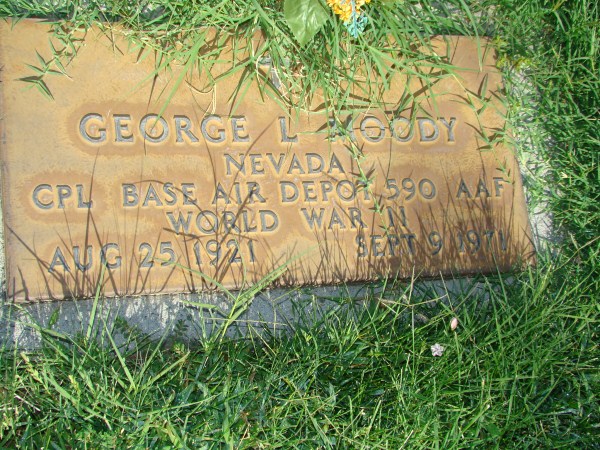 GEORGE L MOODY
NEVADA
CPL BASE AIR DEPOT 590 AAF
WORLD WAR II
AUG 25 1921 SEPT 9 1971